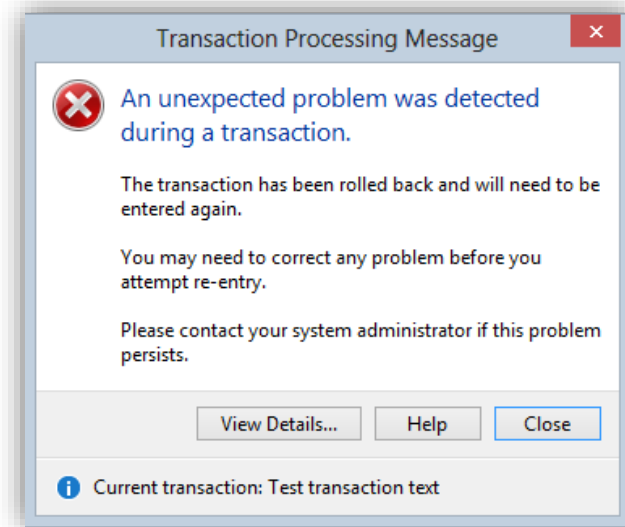 Transaction Processing Message
An unexpected problem was detected
during a transaction.
The transaction has been rolled back and will need to be
entered again.
You may need to correct any problem before you
attempt re-entry.
Please contact your system administrator if this problem
persists.
View Details... Help Close
Current transaction: Test transaction text